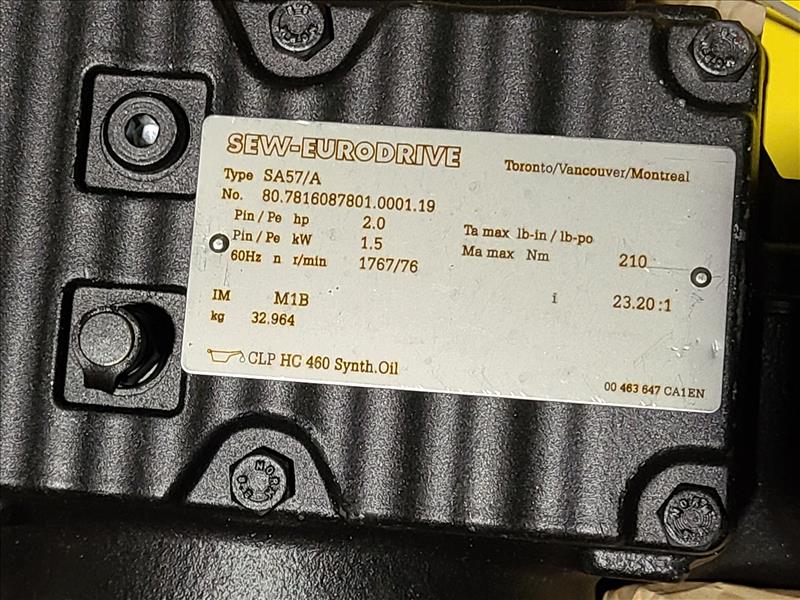 SEW-EURODRIVE
Toronto/Vancouver/Montreal
Type SA57/A
No. 80.7816087801.0001.19
Pin/Pe hp 2.0
Ta max lb-in / lb-po
Pin/Pe kW 1.5
Ma max Nm 210
60Hz n r/min 1767/76
IM M1B
i 23.20 :1
kg 32.964
CLP HC 460 Synth.Oil
00 463 647 CA1EN
8.8